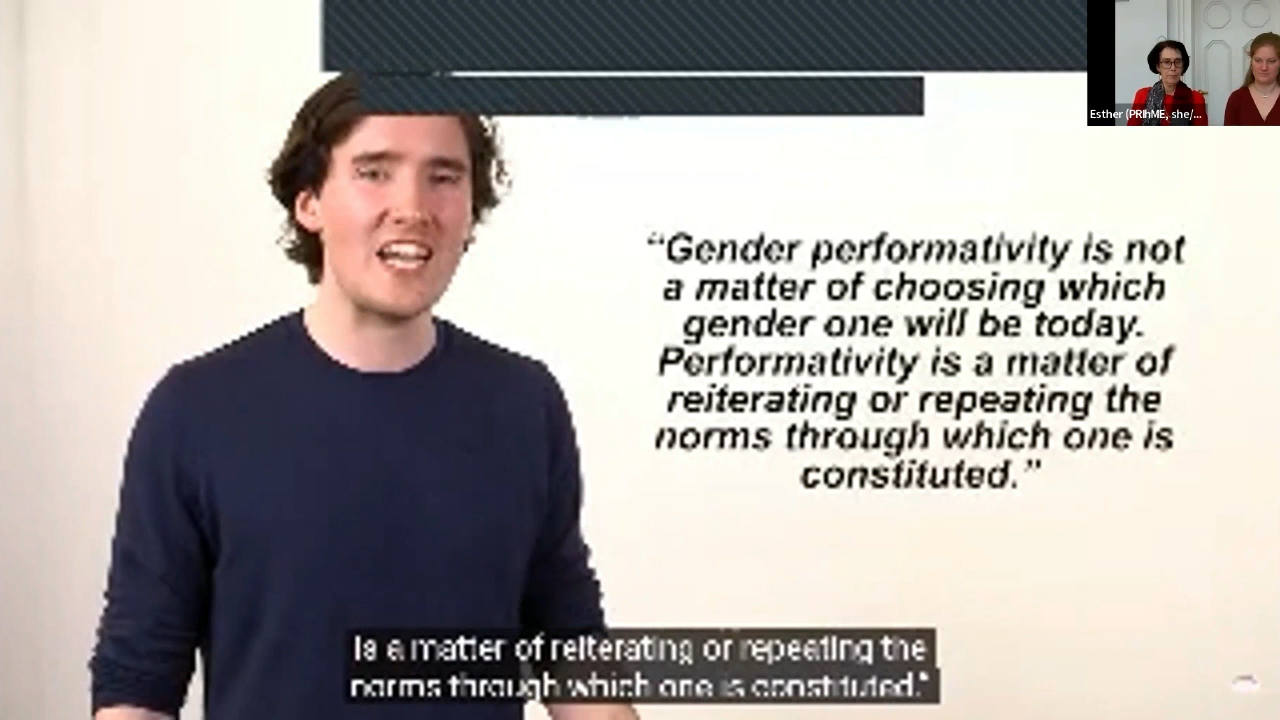 Esther (PRIhME, she/...
“Gender performativity is not
a matter of choosing which
gender one will be today.
Performativity is a matter of
reiterating or repeating the
norms through which one is
constituted.”
Is a matter of reiterating or repeating the
norms through which one is constituted."